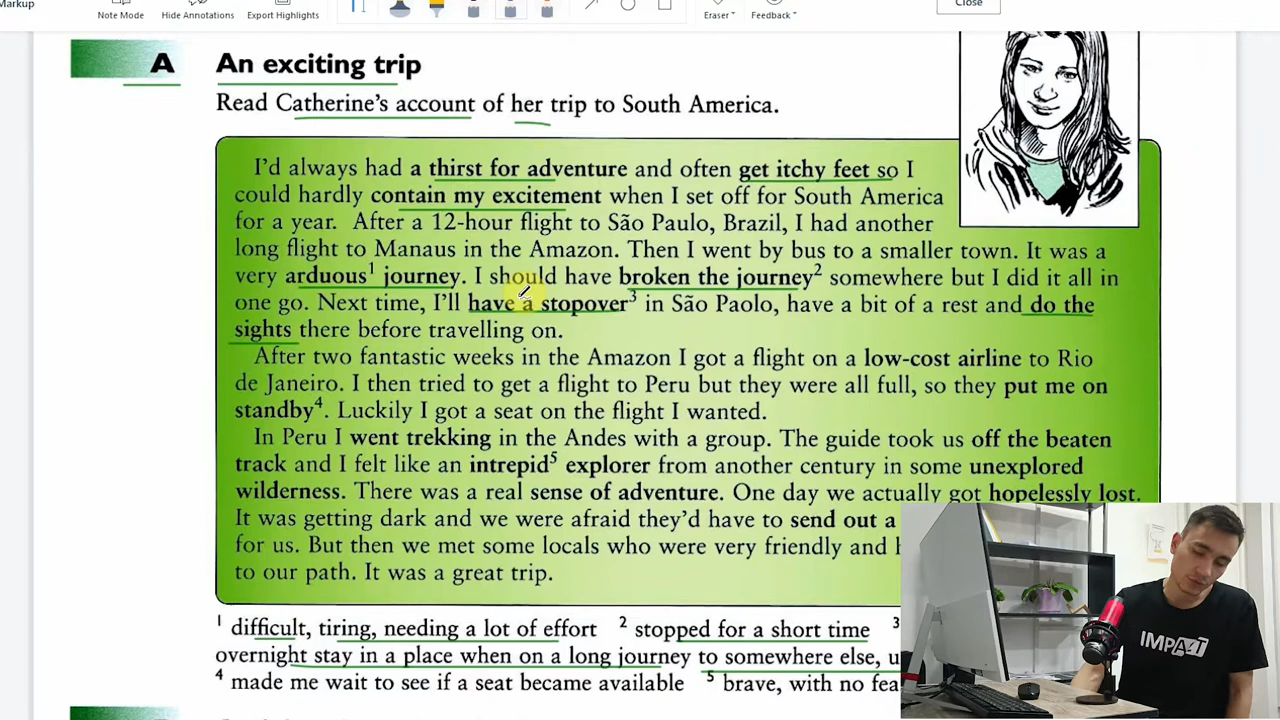 Markup
Note Mode
Hide Annotations
Export Highlights
Eraser
Feedback
Close
A
An exciting trip
Read Catherine's account of her trip to South America.
I'd always had a thirst for adventure and often get itchy feet so I
could hardly contain my excitement when I set off for South America
for a year. After a 12-hour flight to São Paulo, Brazil, I had another
long flight to Manaus in the Amazon. Then I went by bus to a smaller town. It was a
very arduous¹ journey. I should have broken the journey² somewhere but I did it all in
one go. Next time, I'll have a stopover³ in São Paolo, have a bit of a rest and do the
sights there before travelling on.
After two fantastic weeks in the Amazon I got a flight on a low-cost airline to Rio
de Janeiro. I then tried to get a flight to Peru but they were all full, so they put me on
standby⁴. Luckily I got a seat on the flight I wanted.
In Peru I went trekking in the Andes with a group. The guide took us off the beaten
track and I felt like an intrepid⁵ explorer from another century in some unexplored
wilderness. There was a real sense of adventure. One day we actually got hopelessly lost.
It was getting dark and we were afraid they'd have to send out a
for us. But then we met some locals who were very friendly and
to our path. It was a great trip.
¹ difficult, tiring, needing a lot of effort ² stopped for a short time ³
overnight stay in a place when on a long journey to somewhere else,
⁴ made me wait to see if a seat became available ⁵ brave, with no
IMPACT